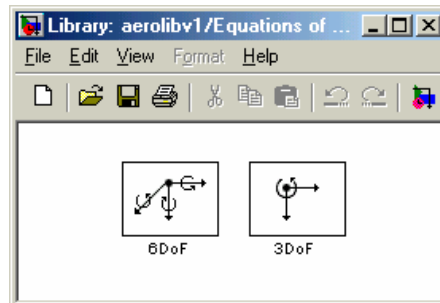 Library: aerolibv1/Equations of ...
File Edit View Format Help
6DoF 3DoF